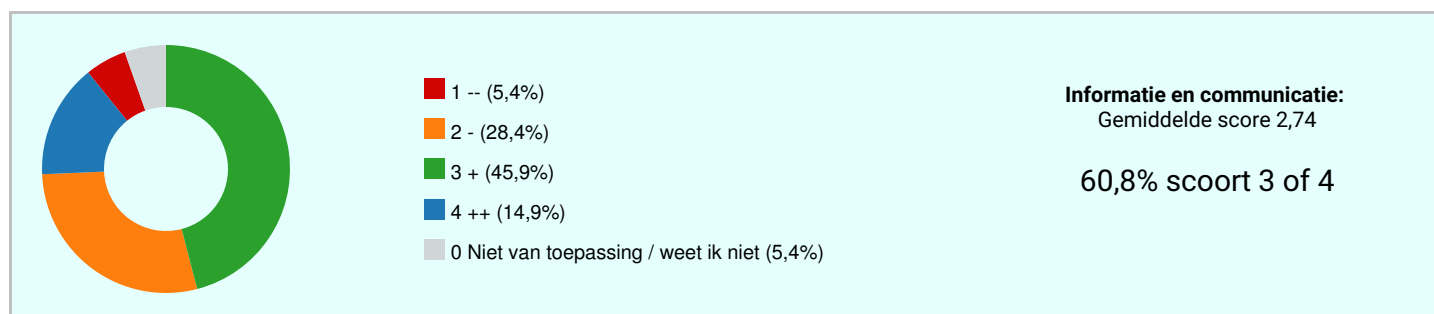 1 -- (5,4%)
2 - (28,4%)
3 + (45,9%)
4 ++ (14,9%)
0 Niet van toepassing / weet ik niet (5,4%)
Informatie en communicatie:
Gemiddelde score 2,74
60,8% scoort 3 of 4